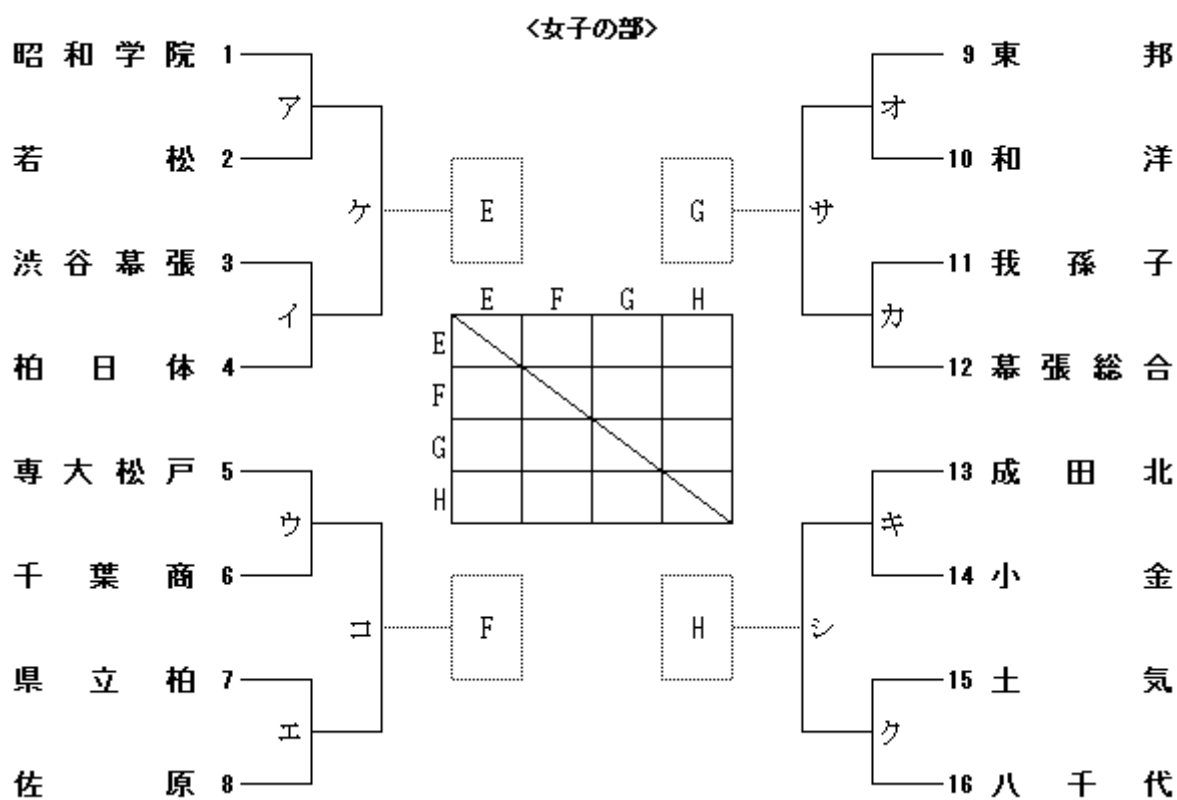 <女子の部>
昭和学院 1
ア
若松 2
ケ
渋谷幕張 3
イ
柏日体 4
専大松戸 5
ウ
千葉商 6
コ
県立柏 7
エ
佐原 8
E
G
E F G H
E
F
G
H
F
H
9 東邦
オ
10 和洋
サ
11 我孫子
カ
12 幕張総合
13 成田北
キ
14 小金
シ
15 土気
ク
16 八千代